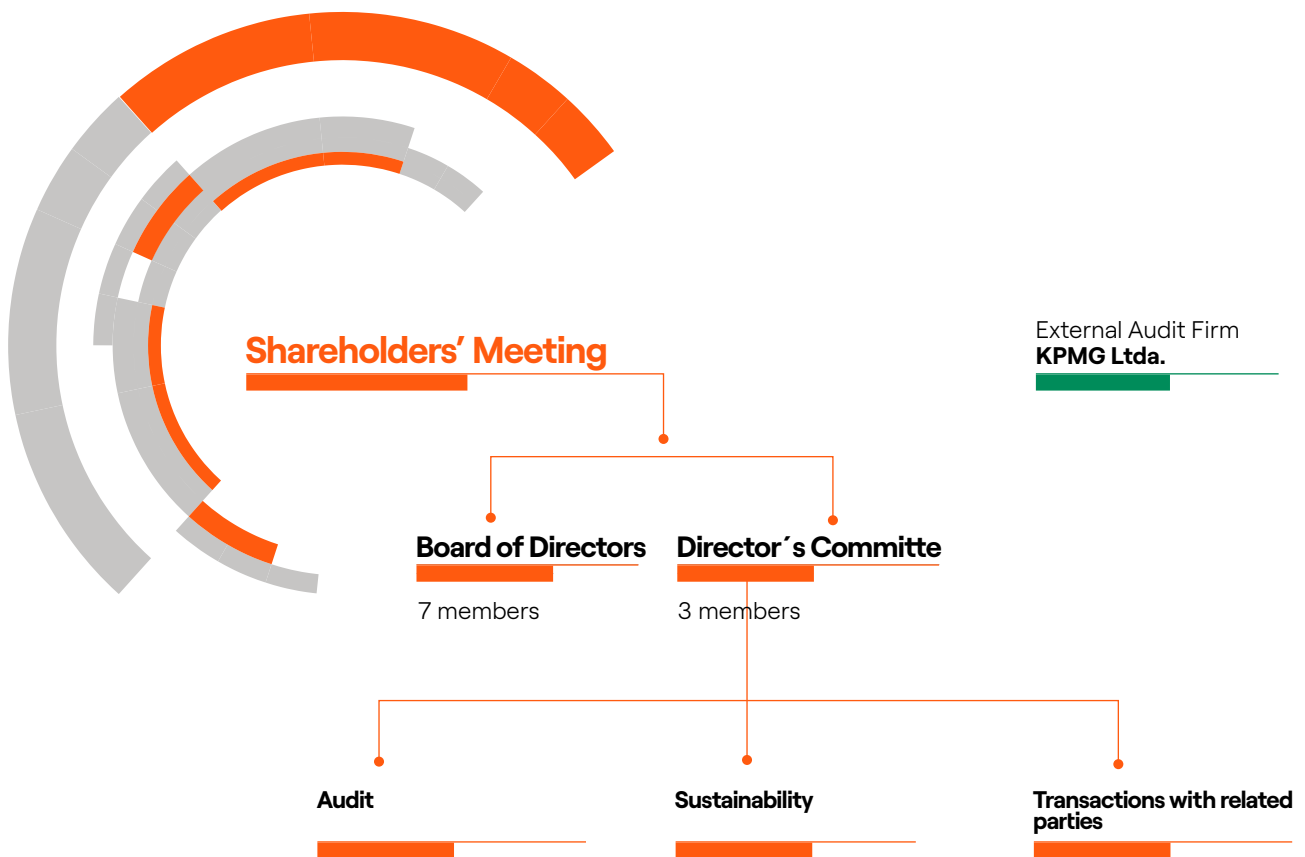 Shareholders’ Meeting
External Audit Firm
KPMG Ltda.
Board of Directors
Director´s Committe
7 members
3 members
Audit
Sustainability
Transactions with related
parties